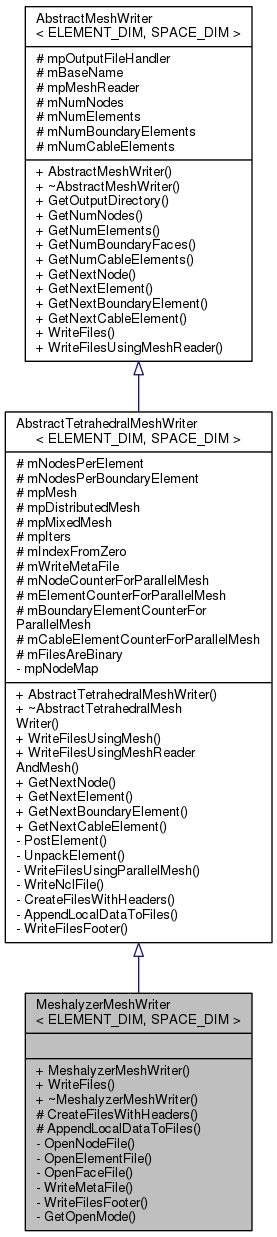 AbstractMeshWriter
< ELEMENT_DIM, SPACE_DIM >
# mpOutputFileHandler
# mBaseName
# mpMeshReader
# mNumNodes
# mNumElements
# mNumBoundaryElements
# mNumCableElements
+ AbstractMeshWriter()
+ ~AbstractMeshWriter()
+ GetOutputDirectory()
+ GetNumNodes()
+ GetNumElements()
+ GetNumBoundaryFaces()
+ GetNumCableElements()
+ GetNextNode()
+ GetNextElement()
+ GetNextBoundaryElement()
+ GetNextCableElement()
+ WriteFiles()
+ WriteFilesUsingMeshReader()
AbstractTetrahedralMeshWriter
< ELEMENT_DIM, SPACE_DIM >
# mNodesPerElement
# mNodesPerBoundaryElement
# mpMesh
# mpDistributedMesh
# mpMixedMesh
# mpIters
# mIndexFromZero
# mWriteMetaFile
# mNodeCounterForParallelMesh
# mElementCounterForParallelMesh
# mBoundaryElementCounterFor
ParallelMesh
# mCableElementCounterForParallelMesh
# mFilesAreBinary
- mpNodeMap
+ AbstractTetrahedralMeshWriter()
+ ~AbstractTetrahedralMesh
Writer()
+ WriteFilesUsingMesh()
+ WriteFilesUsingMeshReader
AndMesh()
+ GetNextNode()
+ GetNextElement()
+ GetNextBoundaryElement()
+ GetNextCableElement()
- PostElement()
- UnpackElement()
- WriteFilesUsingParallelMesh()
- WriteNclFile()
- CreateFilesWithHeaders()
- AppendLocalDataToFiles()
- WriteFilesFooter()
MeshalyzerMeshWriter
< ELEMENT_DIM, SPACE_DIM >
+ MeshalyzerMeshWriter()
+ WriteFiles()
+ ~MeshalyzerMeshWriter()
# CreateFilesWithHeaders()
# AppendLocalDataToFiles()
- OpenNodeFile()
- OpenElementFile()
- OpenFaceFile()
- WriteMetaFile()
- WriteFilesFooter()
- GetOpenMode()